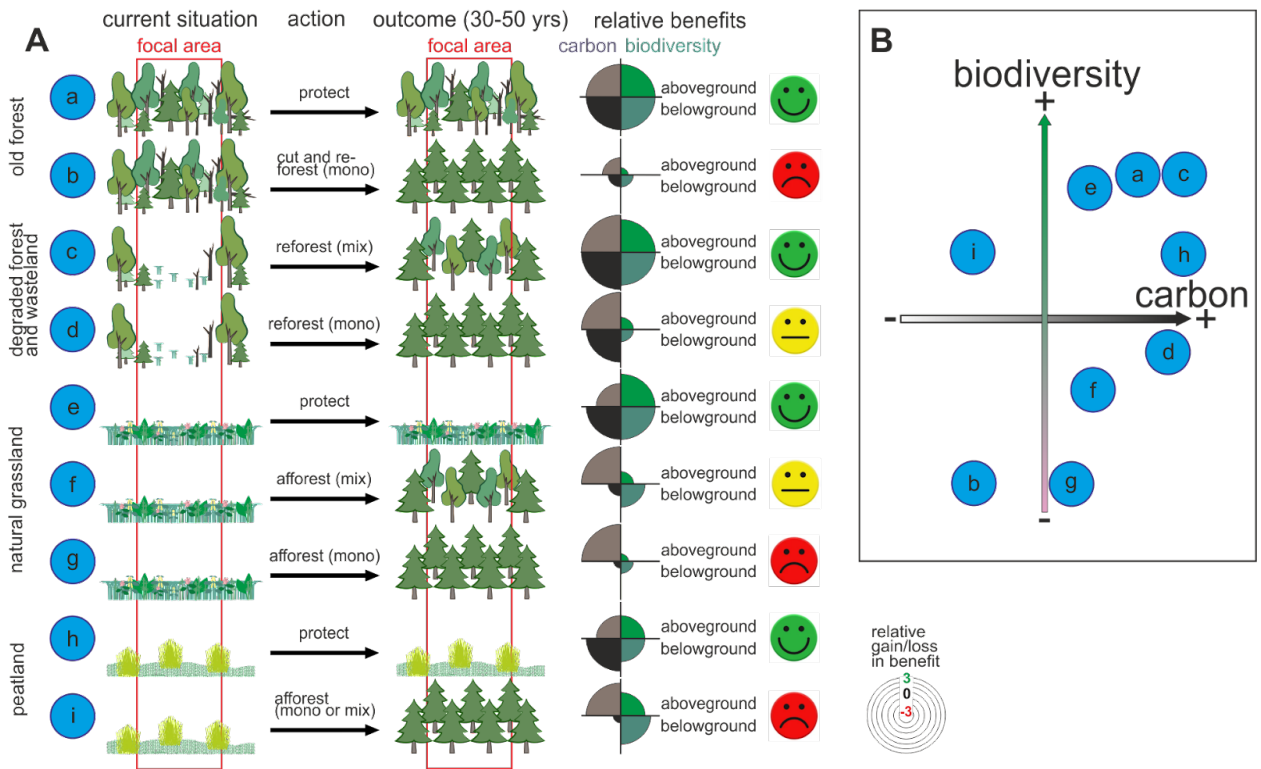 A
current situation
action
outcome (30-50 yrs)
relative benefits
focal area
focal area
carbon biodiversity
old forest
a
protect
aboveground
belowground
b
cut and re-
forest (mono)
aboveground
belowground
degraded forest
and wasteland
c
reforest (mix)
aboveground
belowground
d
reforest (mono)
aboveground
belowground
natural grassland
e
protect
aboveground
belowground
f
afforest (mix)
aboveground
belowground
g
afforest (mono)
aboveground
belowground
peatland
h
protect
aboveground
belowground
i
afforest
(mono or mix)
aboveground
belowground
B
biodiversity
+
e
a
c
i
h
carbon
-
+
d
f
b
g
-
relative
gain/loss
in benefit
3
0
-3